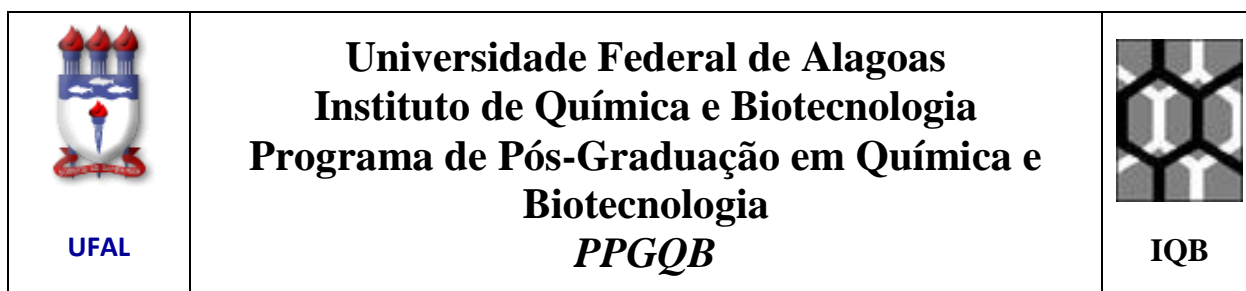 Universidade Federal de Alagoas
Instituto de Química e Biotecnologia
Programa de Pós-Graduação em Química e
Biotecnologia
PPGQB
UFAL
IQB